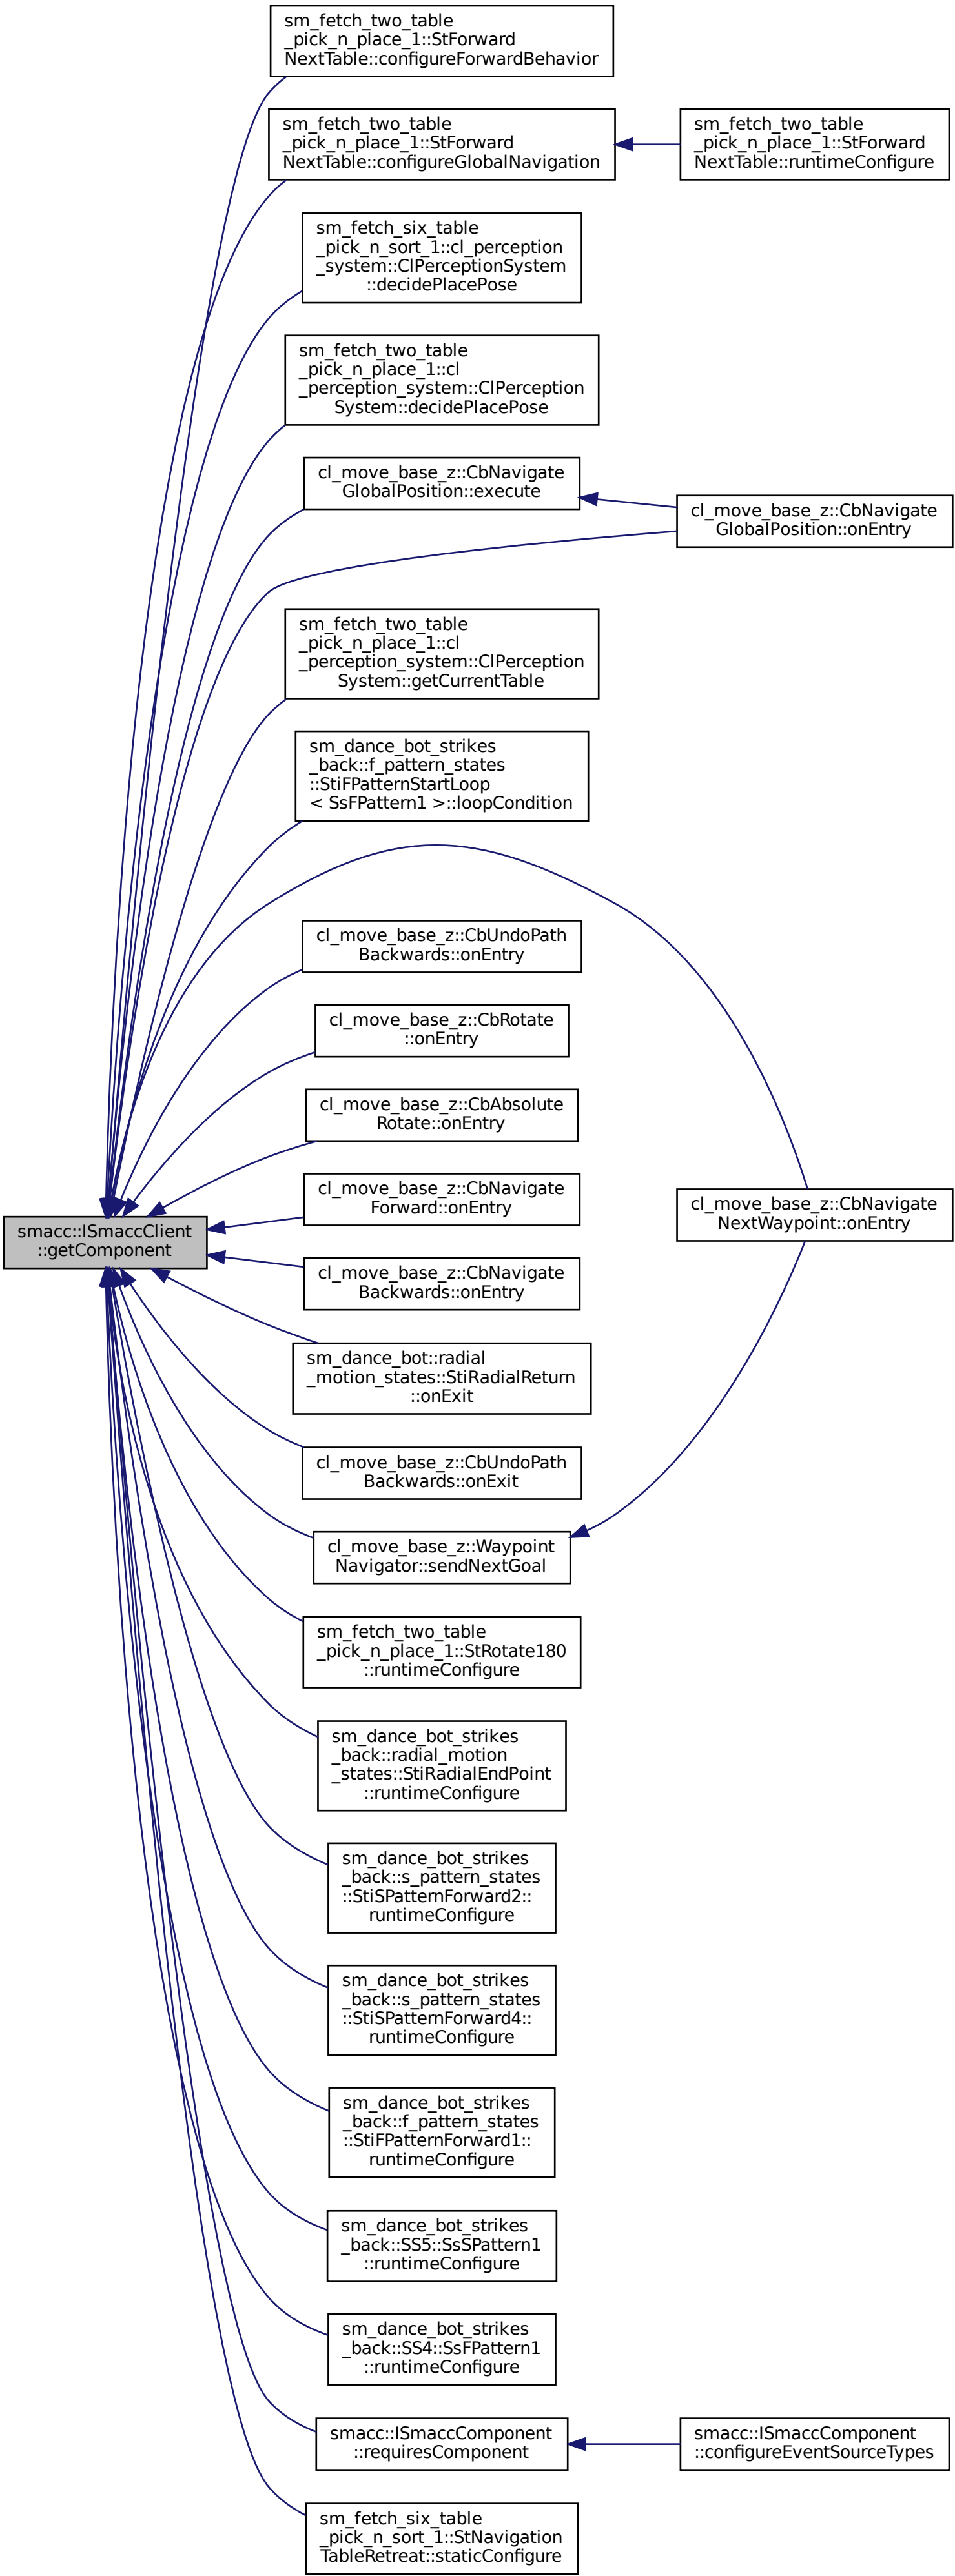 sm_fetch_two_table
_pick_n_place_1::StForward
NextTable::configureForwardBehavior
sm_fetch_two_table
_pick_n_place_1::StForward
NextTable::configureGlobalNavigation
sm_fetch_two_table
_pick_n_place_1::StForward
NextTable::runtimeConfigure
sm_fetch_six_table
_pick_n_sort_1::cl_perception
_system::ClPerceptionSystem
::decidePlacePose
sm_fetch_two_table
_pick_n_place_1::cl
_perception_system::ClPerception
System::decidePlacePose
cl_move_base_z::CbNavigate
GlobalPosition::execute
cl_move_base_z::CbNavigate
GlobalPosition::onEntry
sm_fetch_two_table
_pick_n_place_1::cl
_perception_system::ClPerception
System::getCurrentTable
sm_dance_bot_strikes
_back::f_pattern_states
::StiFPatternStartLoop
< SsFPattern1 >::loopCondition
cl_move_base_z::CbUndoPath
Backwards::onEntry
cl_move_base_z::CbRotate
::onEntry
cl_move_base_z::CbAbsolute
Rotate::onEntry
cl_move_base_z::CbNavigate
Forward::onEntry
cl_move_base_z::CbNavigate
NextWaypoint::onEntry
smacc::ISmaccClient
::getComponent
cl_move_base_z::CbNavigate
Backwards::onEntry
sm_dance_bot::radial
_motion_states::StiRadialReturn
::onExit
cl_move_base_z::CbUndoPath
Backwards::onExit
cl_move_base_z::Waypoint
Navigator::sendNextGoal
sm_fetch_two_table
_pick_n_place_1::StRotate180
::runtimeConfigure
sm_dance_bot_strikes
_back::radial_motion
_states::StiRadialEndPoint
::runtimeConfigure
sm_dance_bot_strikes
_back::s_pattern_states
::StiSPatternForward2::
runtimeConfigure
sm_dance_bot_strikes
_back::s_pattern_states
::StiSPatternForward4::
runtimeConfigure
sm_dance_bot_strikes
_back::f_pattern_states
::StiFPatternForward1::
runtimeConfigure
sm_dance_bot_strikes
_back::SS5::SsSPattern1
::runtimeConfigure
sm_dance_bot_strikes
_back::SS4::SsFPattern1
::runtimeConfigure
smacc::ISmaccComponent
::requiresComponent
smacc::ISmaccComponent
::configureEventSourceTypes
sm_fetch_six_table
_pick_n_sort_1::StNavigation
TableRetreat::staticConfigure